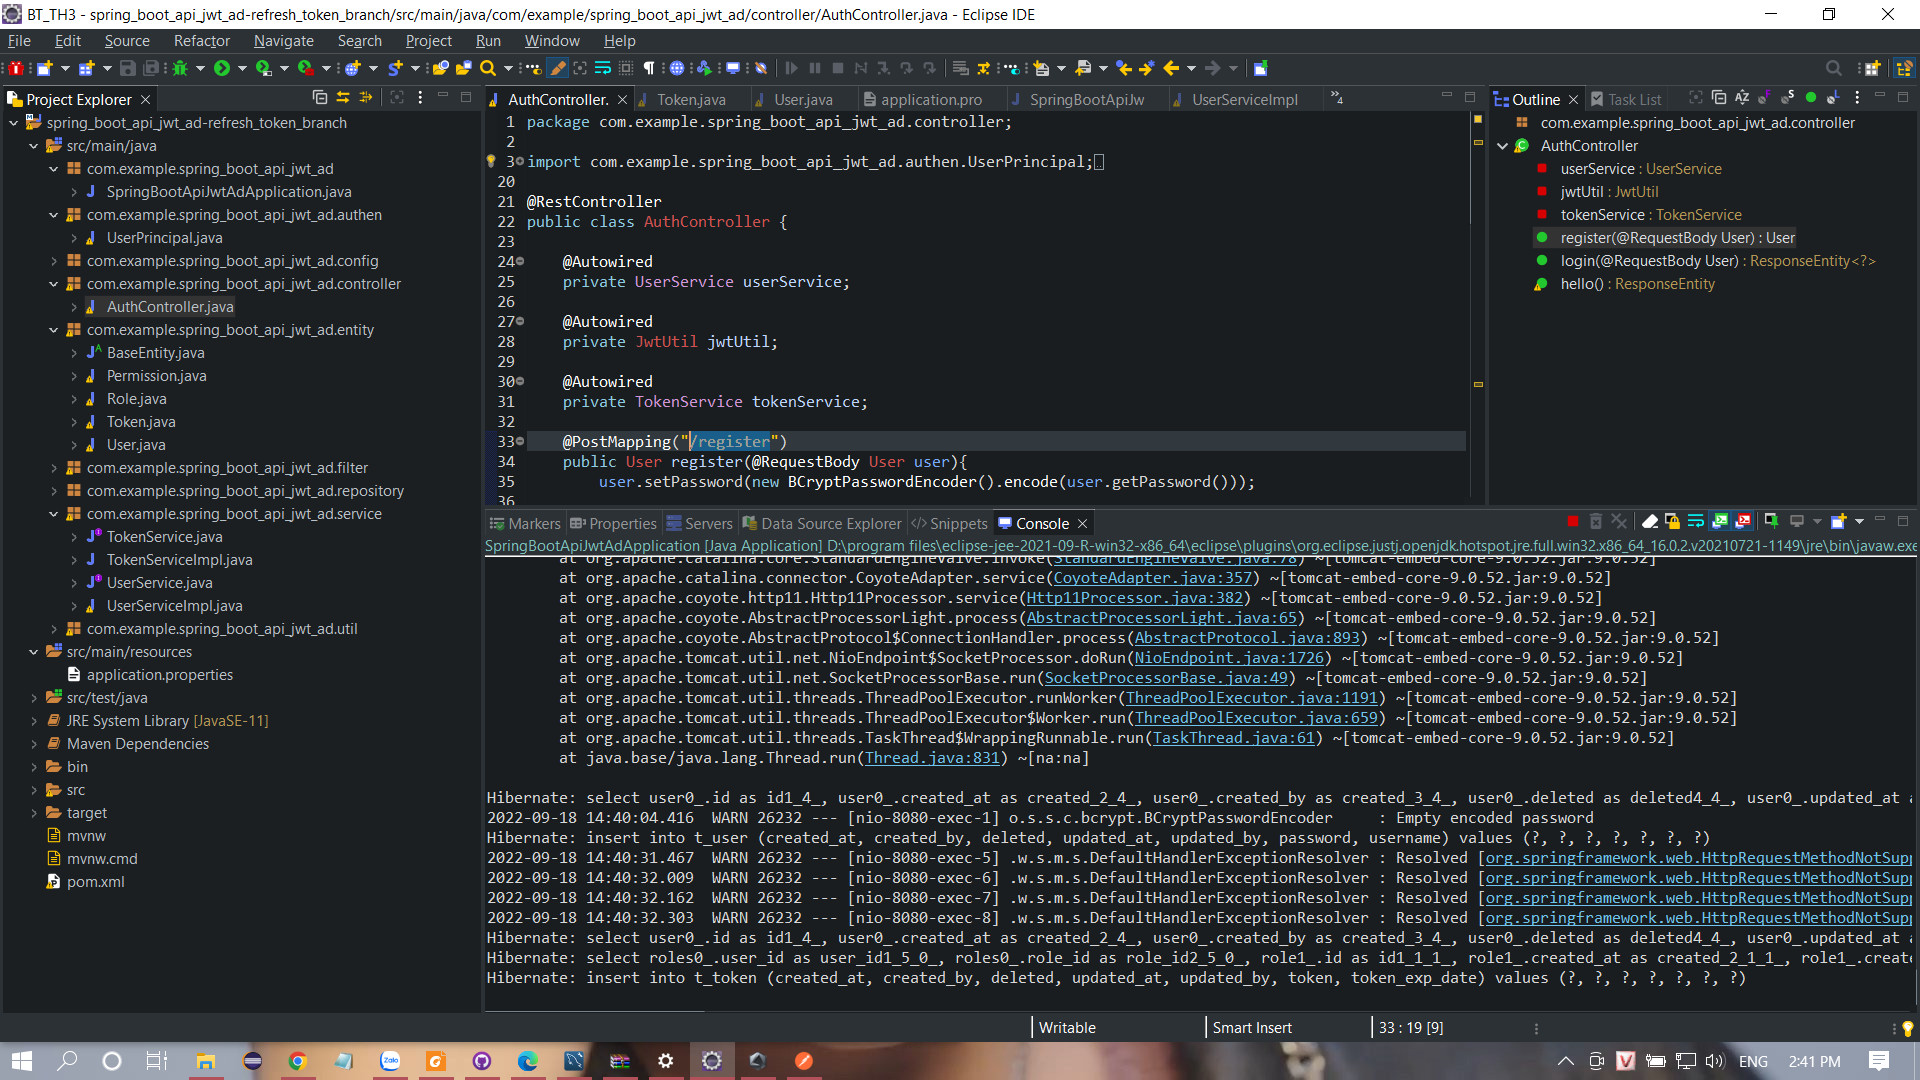 BT_TH3 - spring_boot_api_jwt_ad-refresh_token_branch/src/main/java/com/example/spring_boot_api_jwt_ad/controller/AuthController.java - Eclipse IDE
File Edit Source Refactor Navigate Search Project Run Window Help
Project Explorer
spring_boot_api_jwt_ad-refresh_token_branch
src/main/java
com.example.spring_boot_api_jwt_ad
SpringBootApiJwtAdApplication.java
com.example.spring_boot_api_jwt_ad.authen
UserPrincipal.java
com.example.spring_boot_api_jwt_ad.config
com.example.spring_boot_api_jwt_ad.controller
AuthController.java
com.example.spring_boot_api_jwt_ad.entity
BaseEntity.java
Permission.java
Role.java
Token.java
User.java
com.example.spring_boot_api_jwt_ad.filter
com.example.spring_boot_api_jwt_ad.repository
com.example.spring_boot_api_jwt_ad.service
TokenService.java
TokenServiceImpl.java
UserService.java
UserServiceImpl.java
com.example.spring_boot_api_jwt_ad.util
src/main/resources
application.properties
src/test/java
JRE System Library [JavaSE-11]
Maven Dependencies
bin
src
target
mvnw
mvnw.cmd
pom.xml
AuthController. Token.java User.java application.pro SpringBootApiJw UserServiceImpl »4
1 package com.example.spring_boot_api_jwt_ad.controller;
2
3 import com.example.spring_boot_api_jwt_ad.authen.UserPrincipal;
20
21 @RestController
22 public class AuthController {
23
24 @Autowired
25 private UserService userService;
26
27 @Autowired
28 private JwtUtil jwtUtil;
29
30 @Autowired
31 private TokenService tokenService;
32
33 @PostMapping("/register")
34 public User register(@RequestBody User user){
35 user.setPassword(new BCryptPasswordEncoder().encode(user.getPassword()));
36
Outline Task List
com.example.spring_boot_api_jwt_ad.controller
AuthController
userService : UserService
jwtUtil : JwtUtil
tokenService : TokenService
register(@RequestBody User) : User
login(@RequestBody User) : ResponseEntity<?>
hello() : ResponseEntity
Markers Properties Servers Data Source Explorer Snippets Console
SpringBootApiJwtAdApplication [Java Application] D:\program files\eclipse-jee-2021-09-R-win32-x86_64\eclipse\plugins\org.eclipse.justj.openjdk.hotspot.jre.full.win32.x86_64_16.0.2.v20210721-1149\jre\bin\javaw.exe
at org.apache.catalina.core.StandardEngineValve.invoke(StandardEngineValve.java:78) ~[tomcat-embed-core-9.0.52.jar:9.0.52]
at org.apache.catalina.connector.CoyoteAdapter.service(CoyoteAdapter.java:357) ~[tomcat-embed-core-9.0.52.jar:9.0.52]
at org.apache.coyote.http11.Http11Processor.service(Http11Processor.java:382) ~[tomcat-embed-core-9.0.52.jar:9.0.52]
at org.apache.coyote.AbstractProcessorLight.process(AbstractProcessorLight.java:65) ~[tomcat-embed-core-9.0.52.jar:9.0.52]
at org.apache.coyote.AbstractProtocol$ConnectionHandler.process(AbstractProtocol.java:893) ~[tomcat-embed-core-9.0.52.jar:9.0.52]
at org.apache.tomcat.util.net.NioEndpoint$SocketProcessor.doRun(NioEndpoint.java:1726) ~[tomcat-embed-core-9.0.52.jar:9.0.52]
at org.apache.tomcat.util.net.SocketProcessorBase.run(SocketProcessorBase.java:49) ~[tomcat-embed-core-9.0.52.jar:9.0.52]
at org.apache.tomcat.util.threads.ThreadPoolExecutor.runWorker(ThreadPoolExecutor.java:1191) ~[tomcat-embed-core-9.0.52.jar:9.0.52]
at org.apache.tomcat.util.threads.ThreadPoolExecutor$Worker.run(ThreadPoolExecutor.java:659) ~[tomcat-embed-core-9.0.52.jar:9.0.52]
at org.apache.tomcat.util.threads.TaskThread$WrappingRunnable.run(TaskThread.java:61) ~[tomcat-embed-core-9.0.52.jar:9.0.52]
at java.base/java.lang.Thread.run(Thread.java:831) ~[na:na]
Hibernate: select user0_.id as id1_4_, user0_.created_at as created_2_4_, user0_.created_by as created_3_4_, user0_.deleted as deleted4_4_, user0_.updated_at a
2022-09-18 14:40:04.416 WARN 26232 --- [nio-8080-exec-1] o.s.s.c.bcrypt.BCryptPasswordEncoder : Empty encoded password
Hibernate: insert into t_user (created_at, created_by, deleted, updated_at, updated_by, password, username) values (?, ?, ?, ?, ?, ?, ?)
2022-09-18 14:40:31.467 WARN 26232 --- [nio-8080-exec-5] .w.s.m.s.DefaultHandlerExceptionResolver : Resolved [org.springframework.web.HttpRequestMethodNotSupp
2022-09-18 14:40:32.009 WARN 26232 --- [nio-8080-exec-6] .w.s.m.s.DefaultHandlerExceptionResolver : Resolved [org.springframework.web.HttpRequestMethodNotSupp
2022-09-18 14:40:32.162 WARN 26232 --- [nio-8080-exec-7] .w.s.m.s.DefaultHandlerExceptionResolver : Resolved [org.springframework.web.HttpRequestMethodNotSupp
2022-09-18 14:40:32.303 WARN 26232 --- [nio-8080-exec-8] .w.s.m.s.DefaultHandlerExceptionResolver : Resolved [org.springframework.web.HttpRequestMethodNotSupp
Hibernate: select user0_.id as id1_4_, user0_.created_at as created_2_4_, user0_.created_by as created_3_4_, user0_.deleted as deleted4_4_, user0_.updated_at a
Hibernate: select roles0_.user_id as user_id1_5_0_, roles0_.role_id as role_id2_5_0_, role1_.id as id1_1_1_, role1_.created_at as created_2_1_1_, role1_.create
Hibernate: insert into t_token (created_at, created_by, deleted, updated_at, updated_by, token, token_exp_date) values (?, ?, ?, ?, ?, ?, ?)
Writable Smart Insert 33 : 19 [9]
Zalo ENG 2:41 PM